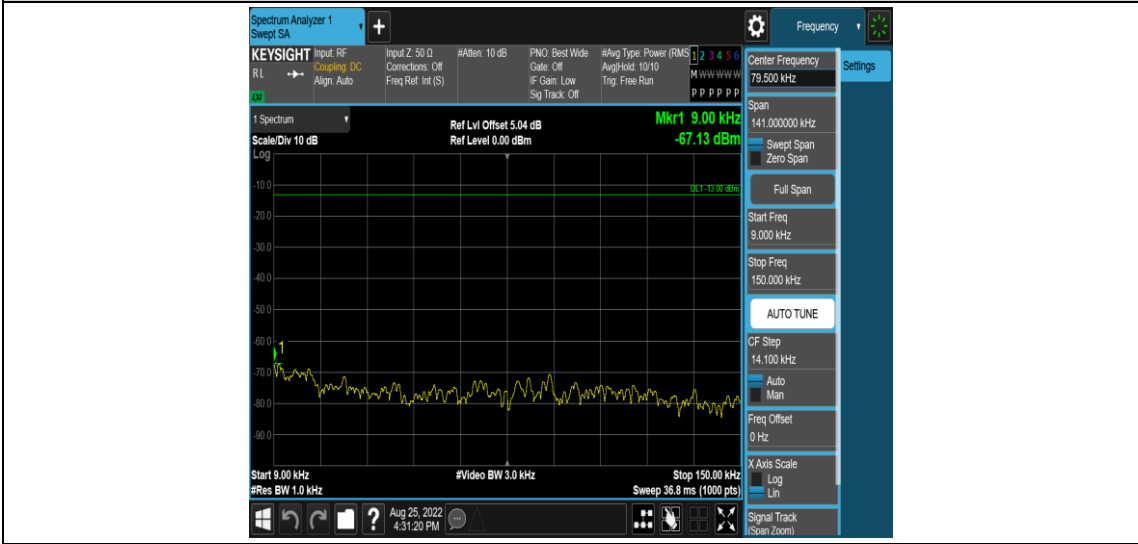 Spectrum Analyzer 1
Swept SA
+
Frequency
KEYSIGHT
RL
Input: RF
Coupling: DC
Align: Auto
Input Z: 50 Ω
Corrections: Off
Freq Ref: Int (S)
#Atten: 10 dB
PNO: Best Wide
Gate: Off
IF Gain: Low
Sig Track: Off
#Avg Type: Power (RMS
Avg|Hold: 10/10
Trig: Free Run
1 2 3 4 5 6
M W W W W W
P P P P P P
1 Spectrum
Scale/Div 10 dB
Log
Ref Lvl Offset 5.04 dB
Ref Level 0.00 dBm
Mkr1 9.00 kHz
-67.13 dBm
DL1 -13.00 dBm
-10.0
-20.0
-30.0
-40.0
-50.0
-60.0
1
-70.0
-80.0
-90.0
Start 9.00 kHz
#Res BW 1.0 kHz
#Video BW 3.0 kHz
Stop 150.00 kHz
Sweep 36.8 ms (1000 pts)
?
Aug 25, 2022
4:31:20 PM
Center Frequency
79.500 kHz
Span
141.000000 kHz
Swept Span
Zero Span
Full Span
Start Freq
9.000 kHz
Stop Freq
150.000 kHz
AUTO TUNE
CF Step
14.100 kHz
Auto
Man
Freq Offset
0 Hz
X Axis Scale
Log
Lin
Signal Track
(Span Zoom)
Settings